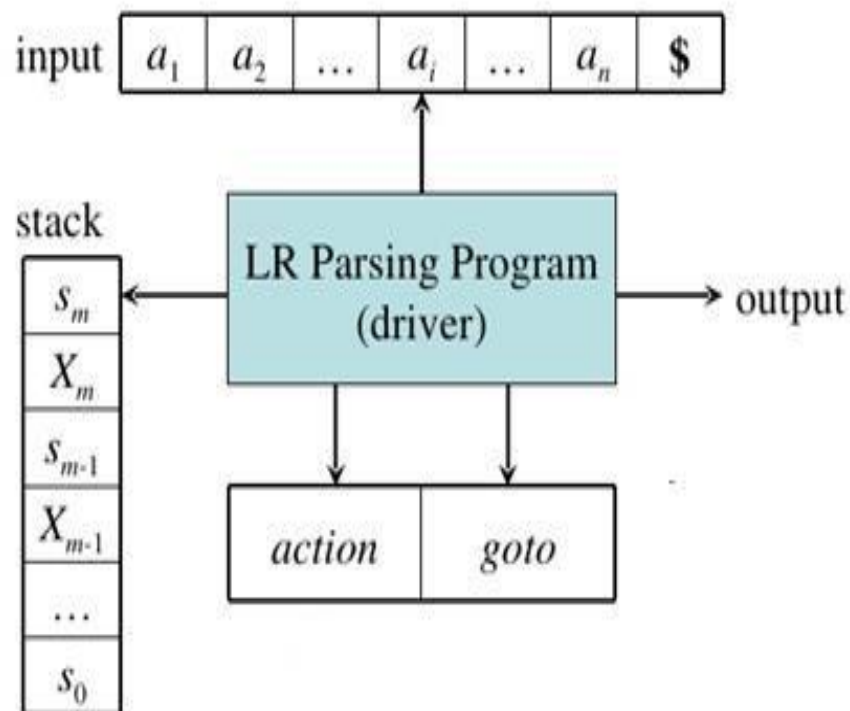 input a₁ a₂ … aᵢ … aₙ $
stack
LR Parsing Program
(driver)
output
sₘ
Xₘ
sₘ₋₁
Xₘ₋₁
…
s₀
action goto